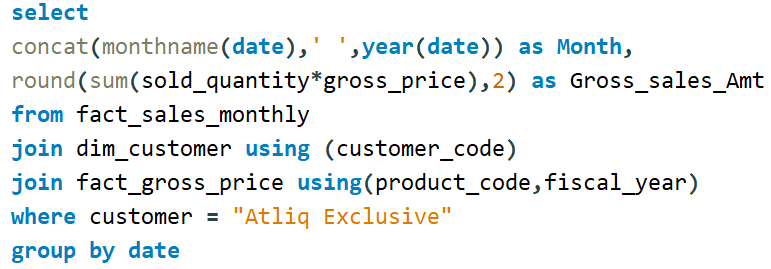 select
concat(monthname(date),' ',year(date)) as Month,
round(sum(sold_quantity*gross_price),2) as Gross_sales_Amt
from fact_sales_monthly
join dim_customer using (customer_code)
join fact_gross_price using(product_code,fiscal_year)
where customer = "Atliq Exclusive"
group by date